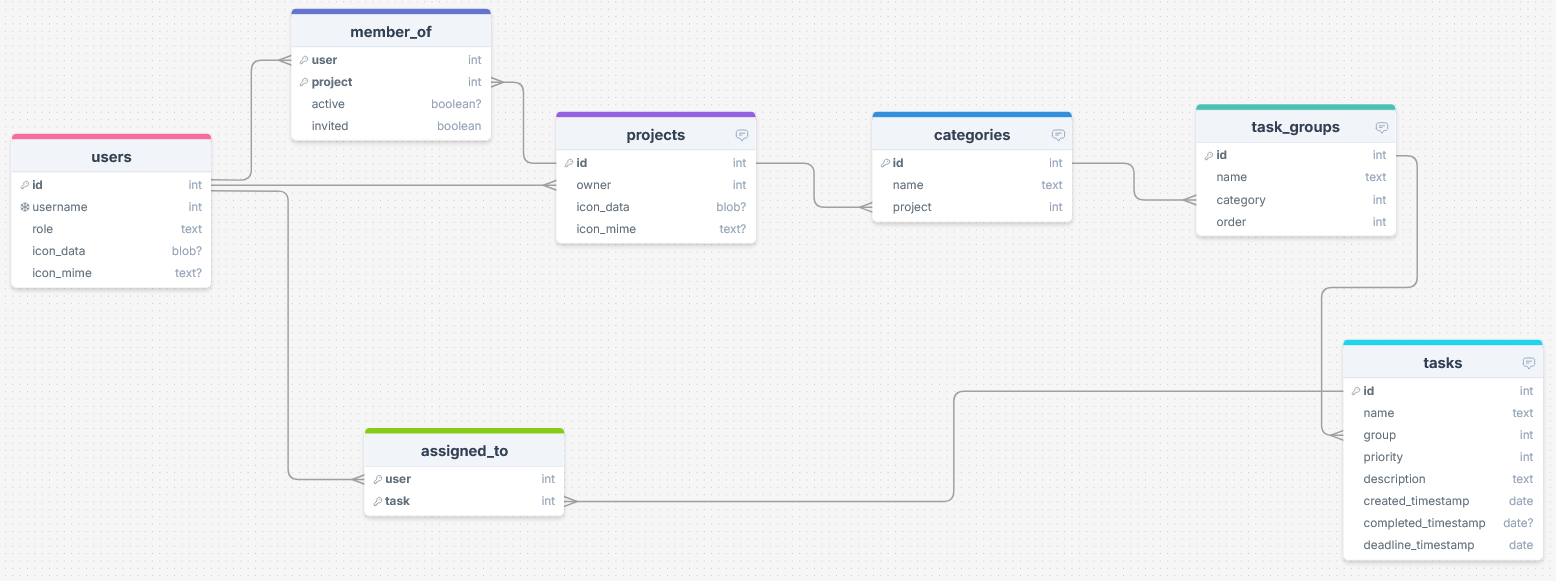 member_of
user int
project int
active boolean?
invited boolean
users
id int
username int
role text
icon_data blob?
icon_mime text?
projects
id int
owner int
icon_data blob?
icon_mime text?
categories
id int
name text
project int
task_groups
id int
name text
category int
order int
assigned_to
user int
task int
tasks
id int
name text
group int
priority int
description text
created_timestamp date
completed_timestamp date?
deadline_timestamp date